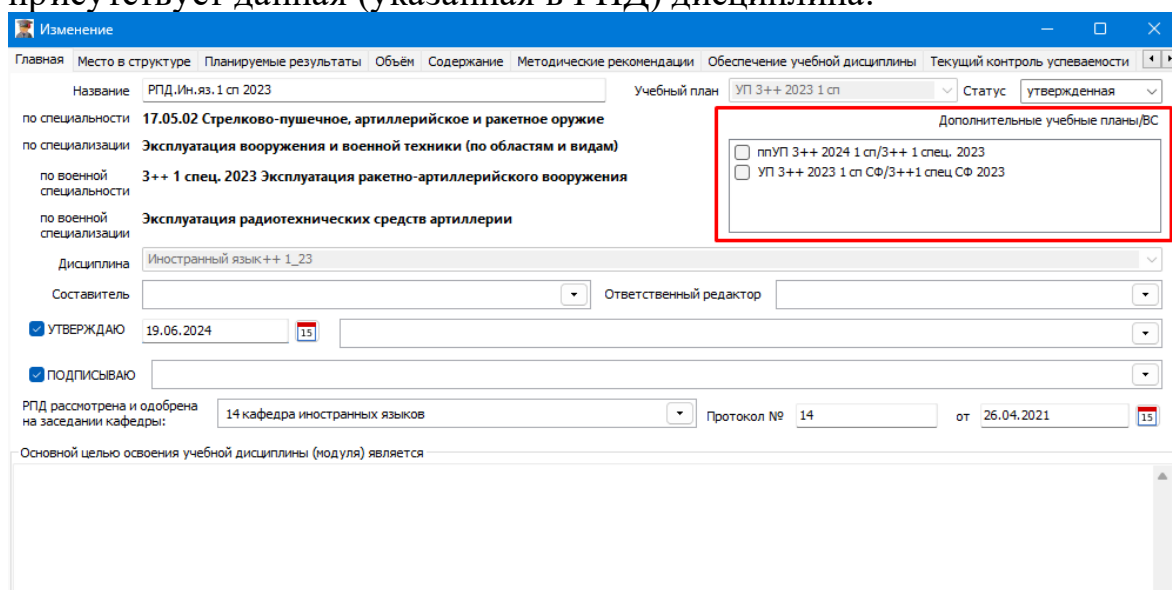 присутствует данная (указанная в РПД) дисциплина.
Изменение
Главная Место в структуре Планируемые результаты Объём Содержание Методические рекомендации Обеспечение учебной дисциплины Текущий контроль успеваемости
Название РПД.Ин.яз.1 сп 2023 Учебный план УП 3++ 2023 1 сп Статус утвержденная
по специальности 17.05.02 Стрелково-пушечное, артиллерийское и ракетное оружие
Дополнительные учебные планы/ВС
по специализации Эксплуатация вооружения и военной техники (по областям и видам)
ппУП 3++ 2024 1 сп/3++ 1 спец. 2023
УП 3++ 2023 1 сп СФ/3++1 спец СФ 2023
по военной специальности 3++ 1 спец. 2023 Эксплуатация ракетно-артиллерийского вооружения
по военной специализации Эксплуатация радиотехнических средств артиллерии
Дисциплина Иностранный язык++ 1_23
Составитель Ответственный редактор
УТВЕРЖДАЮ 19.06.2024 15
ПОДПИСЫВАЮ
РПД рассмотрена и одобрена на заседании кафедры: 14 кафедра иностранных языков Протокол № 14 от 26.04.2021 15
Основной целью освоения учебной дисциплины (модуля) является